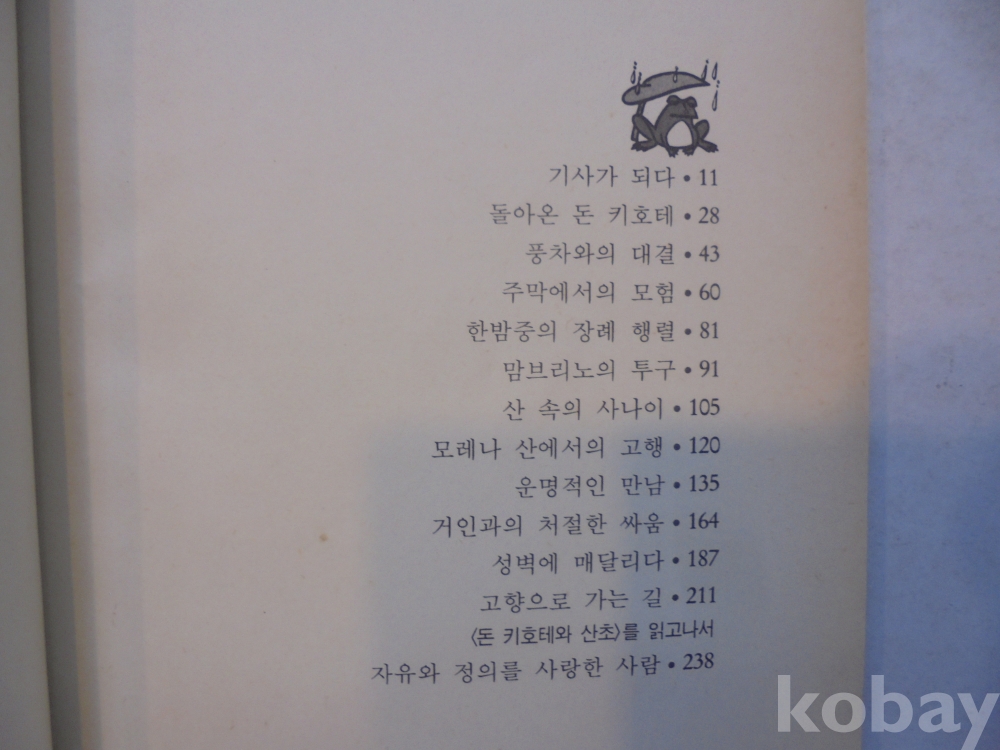 기사가 되다 • 11
돌아온 돈 키호테 • 28
풍차와의 대결 • 43
주막에서의 모험 • 60
한밤중의 장례 행렬 • 81
맘브리노의 투구 • 91
산 속의 사나이 • 105
모레나 산에서의 고행 • 120
운명적인 만남 • 135
거인과의 처절한 싸움 • 164
성벽에 매달리다 • 187
고향으로 가는 길 • 211
〈돈 키호테와 산초〉를 읽고나서
자유와 정의를 사랑한 사람 • 238
kobay